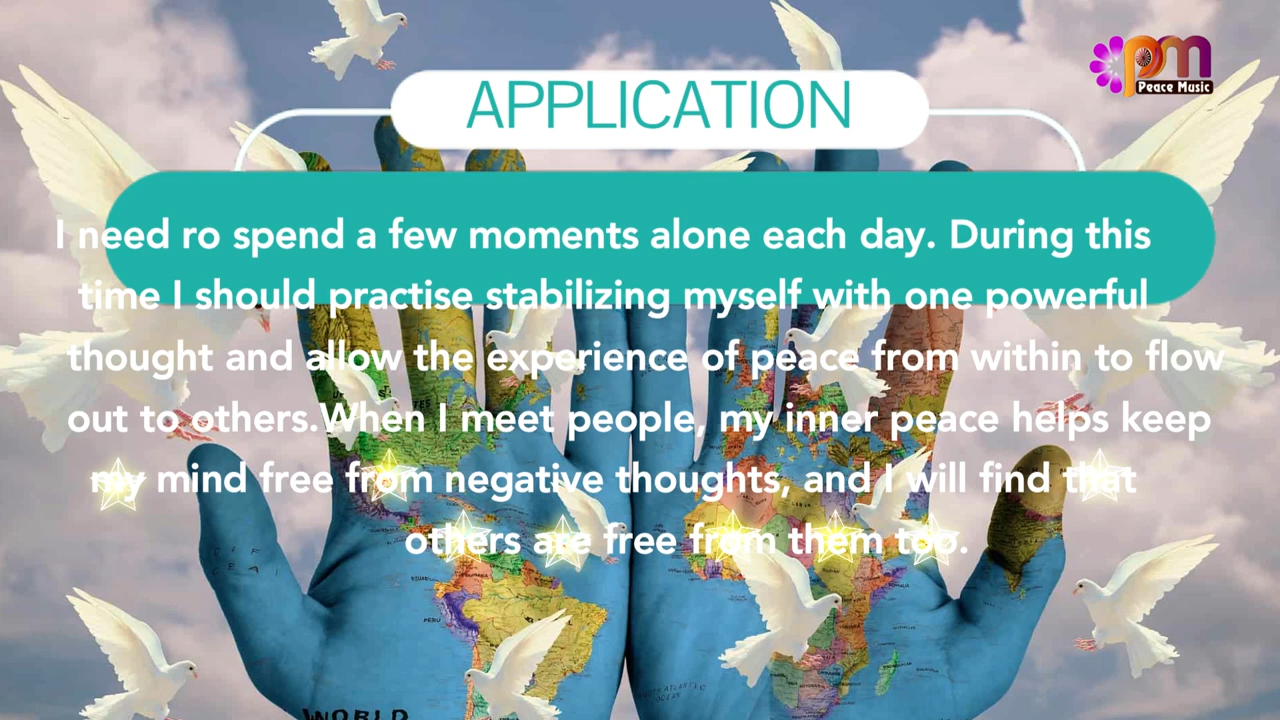 Peace Music
APPLICATION
I need ro spend a few moments alone each day. During this
time I should practise stabilizing myself with one powerful
thought and allow the experience of peace from within to flow
out to others.When I meet people, my inner peace helps keep
my mind free from negative thoughts, and I will find that
others are free from them too.
PERU
WORLD